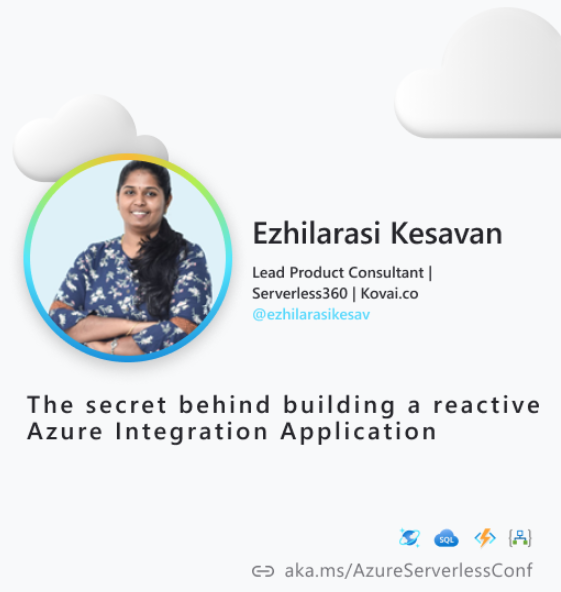 Ezhilarasi Kesavan
Lead Product Consultant |
Serverless360 | Kovai.co
@ezhilarasikesav
The secret behind building a reactive
Azure Integration Application
SQL
aka.ms/AzureServerlessConf